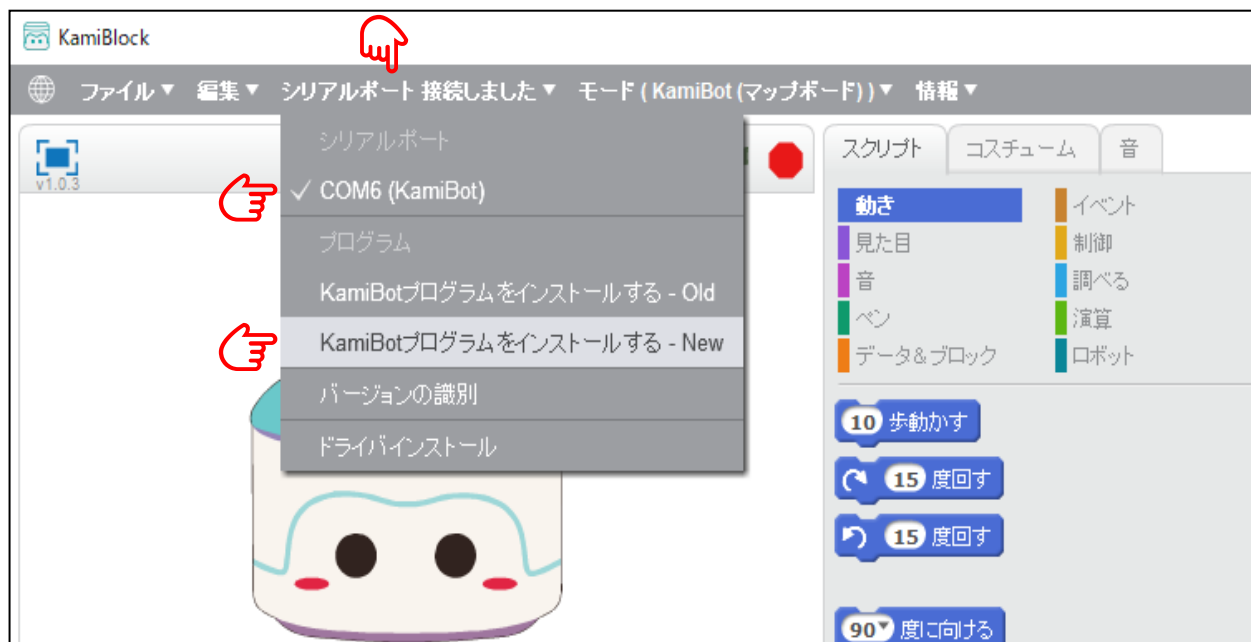 KamiBlock
ファイル▼ 編集▼ シリアルポート 接続しました▼ モード ( KamiBot (マップボード) )▼ 情報▼
v1.0.3
シリアルポート
✓ COM6 (KamiBot)
プログラム
KamiBotプログラムをインストールする - Old
KamiBotプログラムをインストールする - New
バージョンの識別
ドライバインストール
スクリプト コスチューム 音
動き イベント
見た目 制御
音 調べる
ペン 演算
データ&ブロック ロボット
10 歩動かす
15 度回す
15 度回す
90▼ 度に向ける